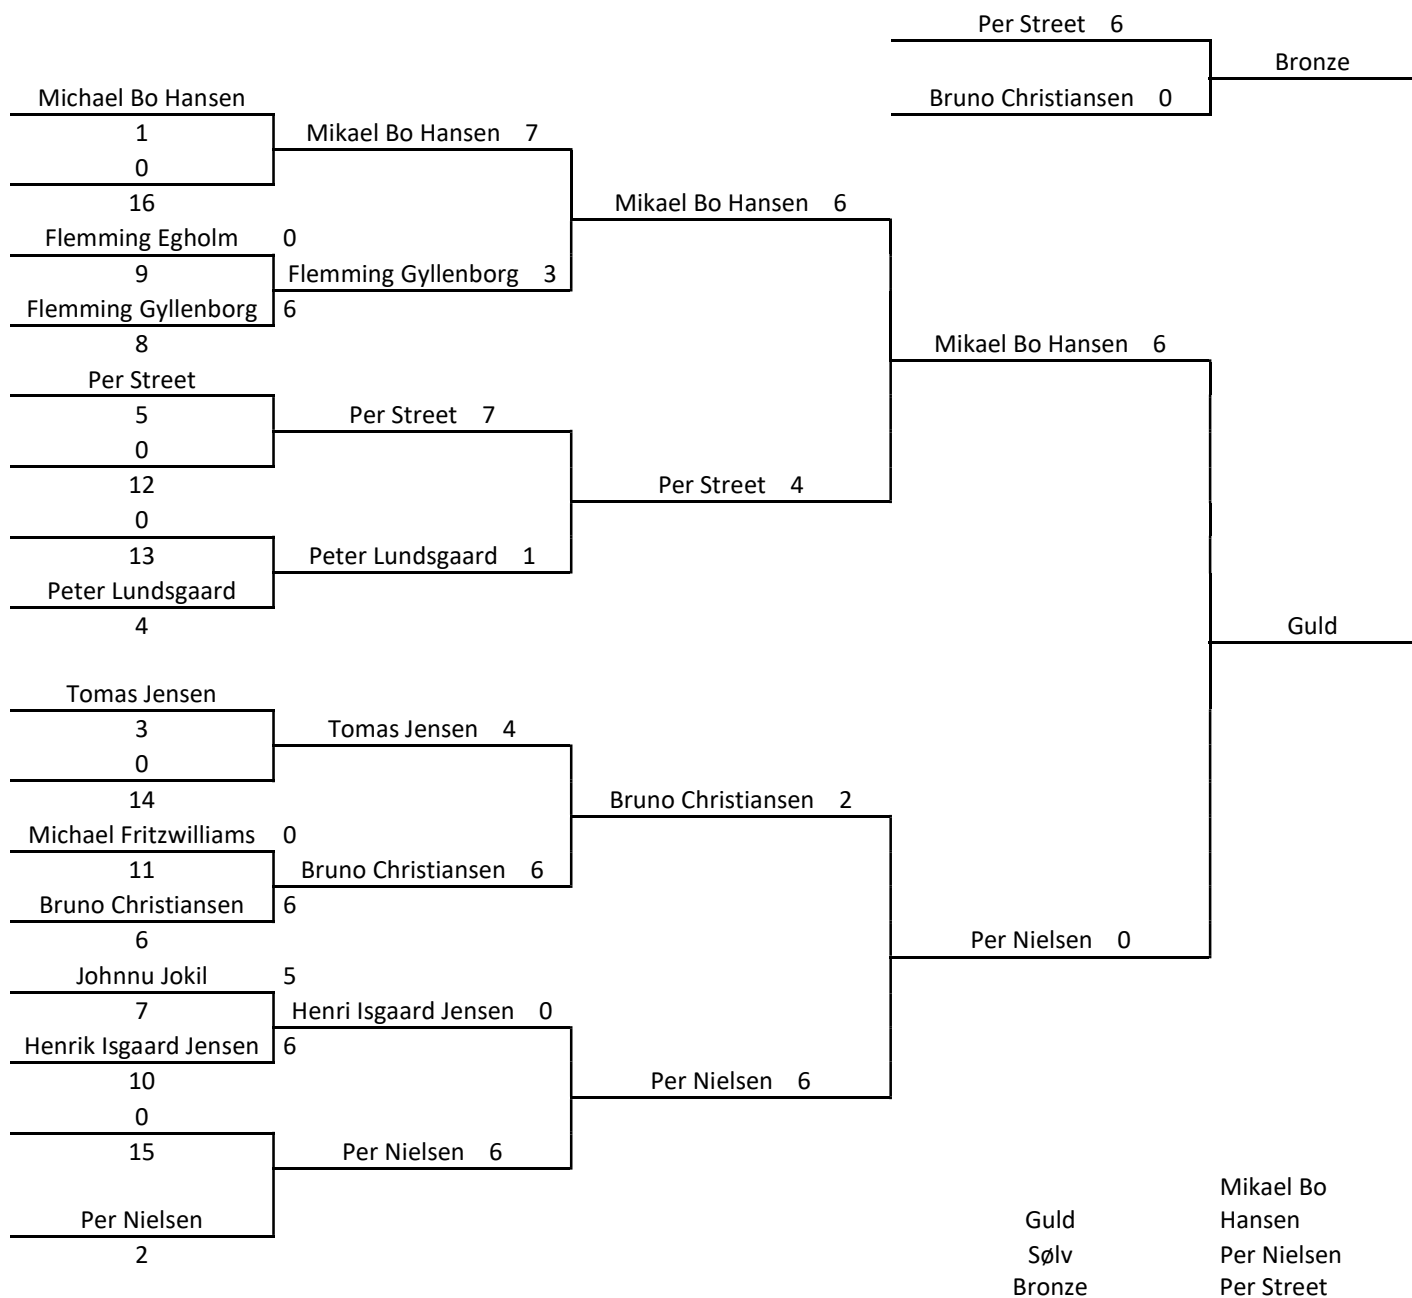 Per Street 6
Bronze
Michael Bo Hansen
Bruno Christiansen 0
1
Mikael Bo Hansen 7
0
16
Mikael Bo Hansen 6
Flemming Egholm 0
9
Flemming Gyllenborg 3
Flemming Gyllenborg 6
8
Mikael Bo Hansen 6
Per Street
5
Per Street 7
0
12
Per Street 4
0
13
Peter Lundsgaard 1
Peter Lundsgaard
4
Guld
Tomas Jensen
3
Tomas Jensen 4
0
14
Bruno Christiansen 2
Michael Fritzwilliams 0
11
Bruno Christiansen 6
Bruno Christiansen 6
6
Per Nielsen 0
Johnnu Jokil 5
7
Henri Isgaard Jensen 0
Henrik Isgaard Jensen 6
10
Per Nielsen 6
0
15
Per Nielsen 6
Per Nielsen
2
Guld Mikael Bo
Hansen
Sølv Per Nielsen
Bronze Per Street